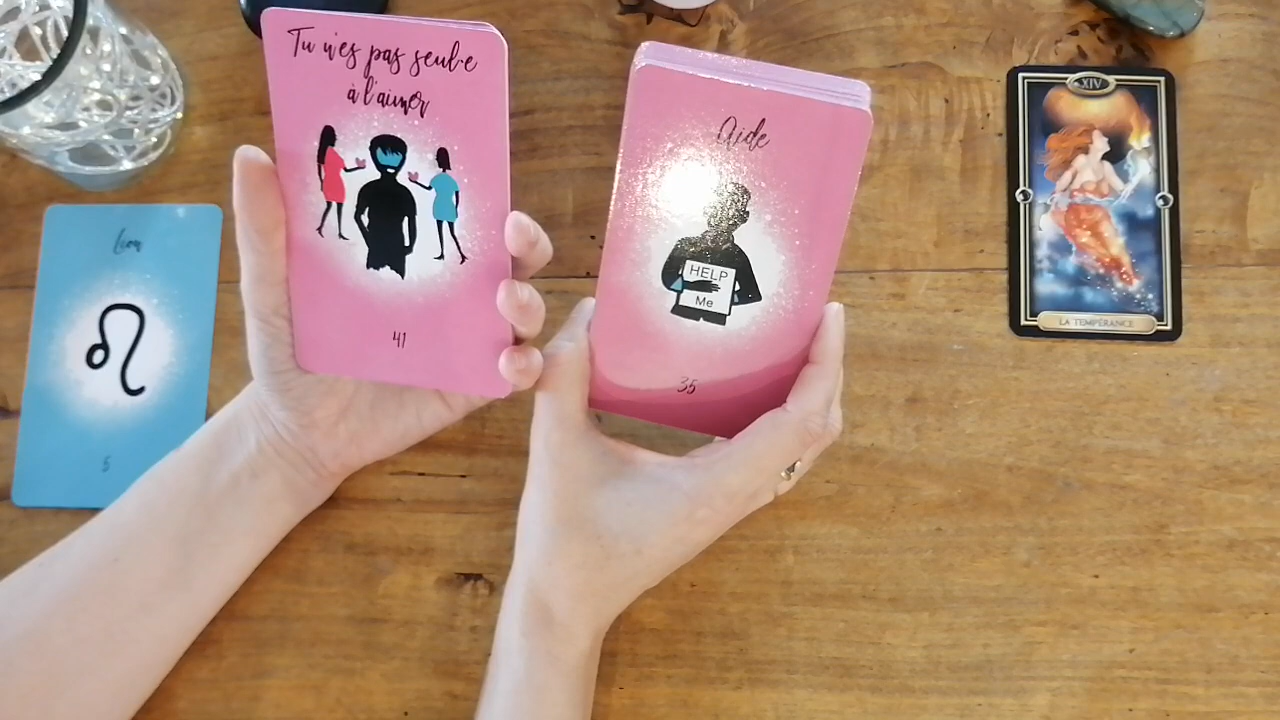 Tu n'es pas seul·e
à l'aimer
41
Aide
HELP
Me
35
Lion
5
XIV
LA TEMPÉRANCE